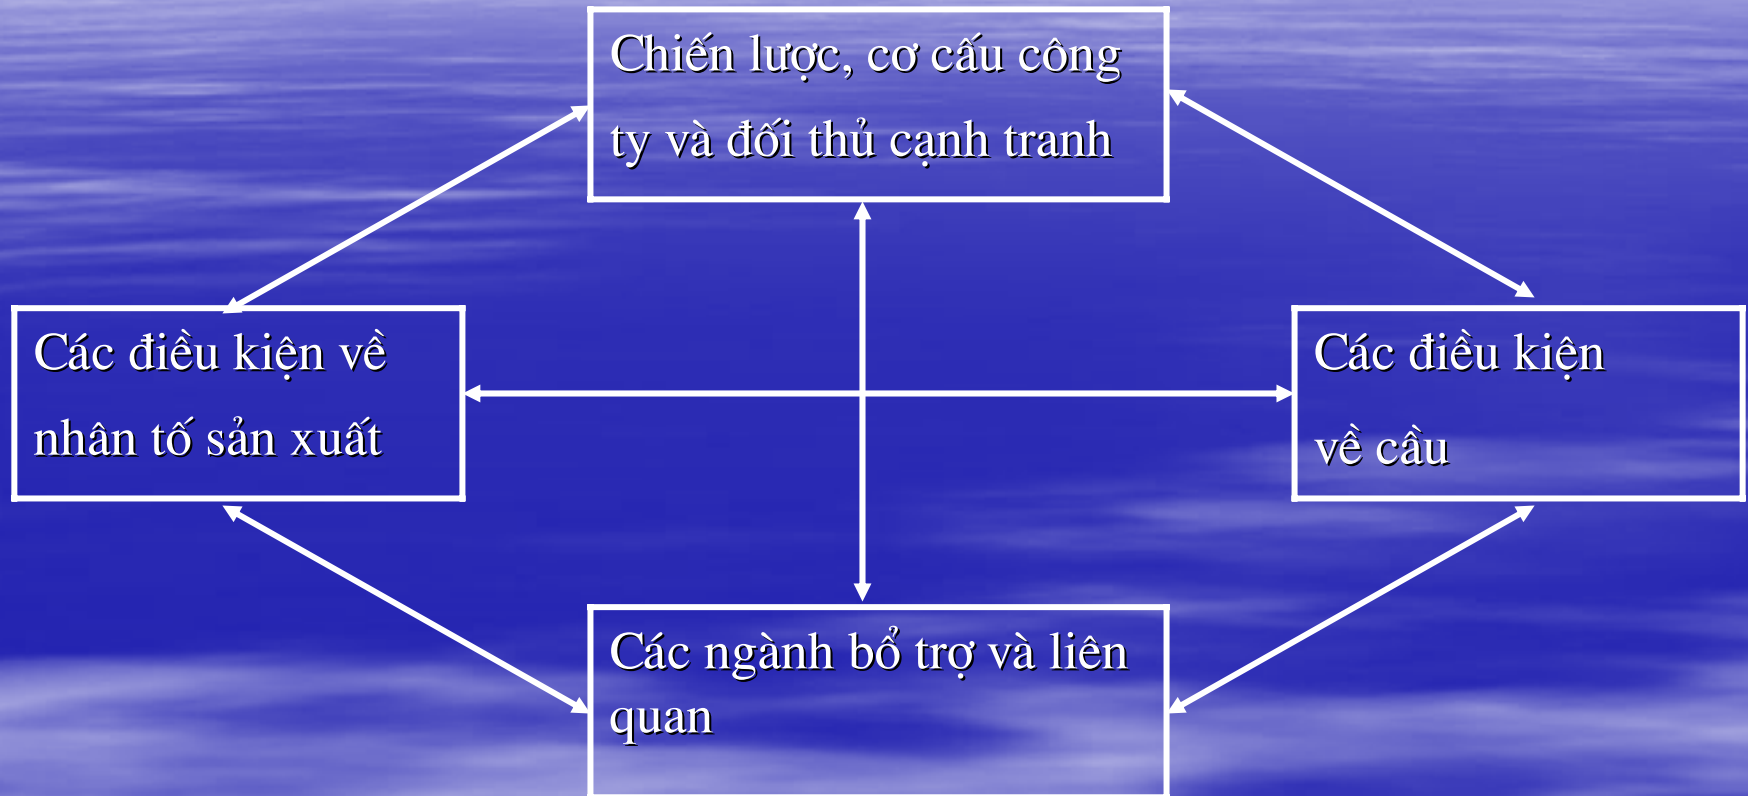 Chiến lược, cơ cấu công
ty và đối thủ cạnh tranh
Các điều kiện về
nhân tố sản xuất
Các điều kiện
về cầu
Các ngành bổ trợ và liên
quan